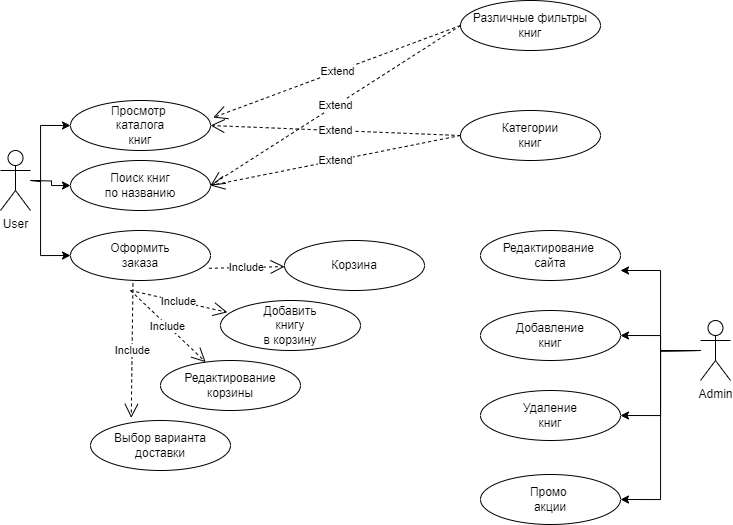 Различные фильтры
книг
Extend
Просмотр
каталога
книг
Extend
Extend
Категории
книг
Extend
Поиск книг
по названию
User
Оформить
заказа
Include
Корзина
Редактирование
сайта
Include
Добавить
книгу
в корзину
Include
Добавление
книг
Include
Редактирование
корзины
Admin
Удаление
книг
Выбор варианта
доставки
Промо
акции